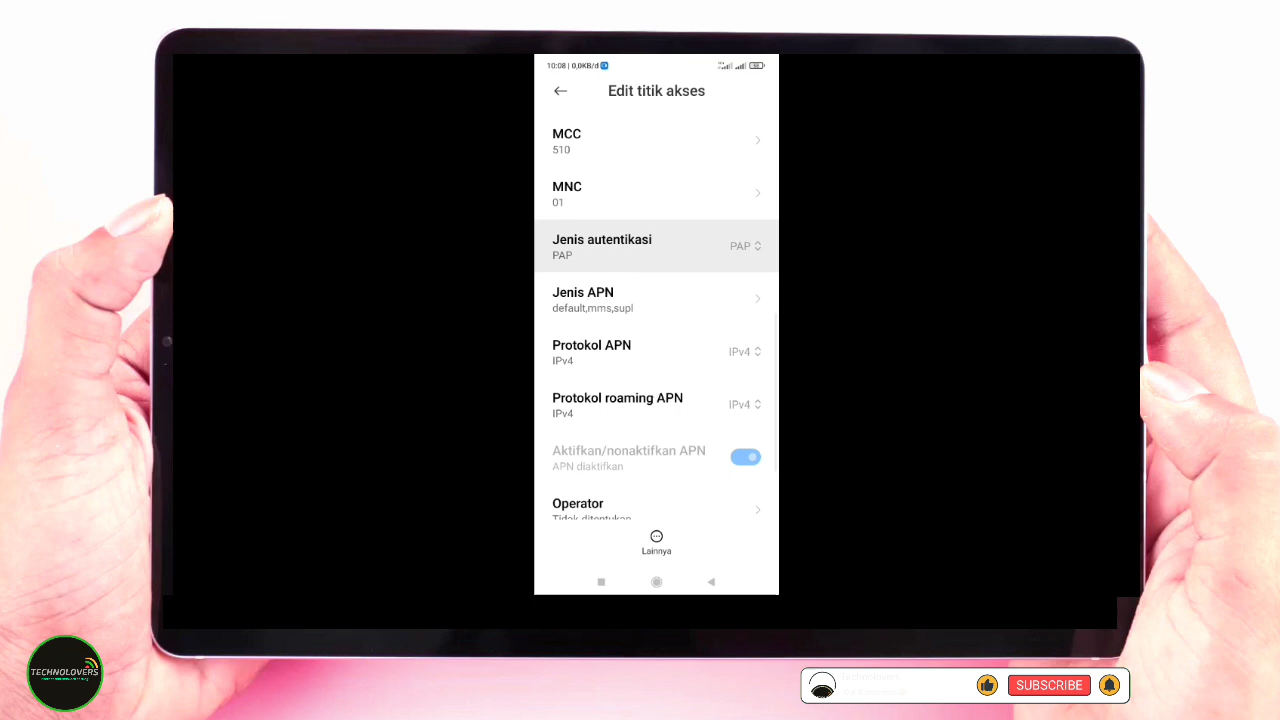 10:08 | 0,0KB/d
Edit titik akses
MCC
510
MNC
01
Jenis autentikasi
PAP
PAP
Jenis APN
default,mms,supl
Protokol APN
IPv4
IPv4
Protokol roaming APN
IPv4
IPv4
Aktifkan/nonaktifkan APN
APN diaktifkan
Operator
Tidak ditentukan
Lainnya
TECHNOLOVERS
Technolovers
SUBSCRIBE